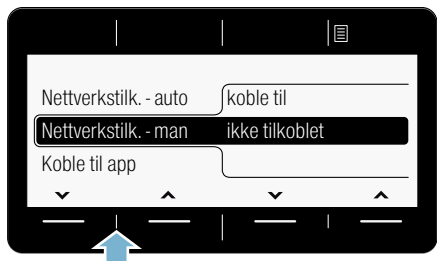 Nettverkstilk. - auto koble til
Nettverkstilk. - man ikke tilkoblet
Koble til app